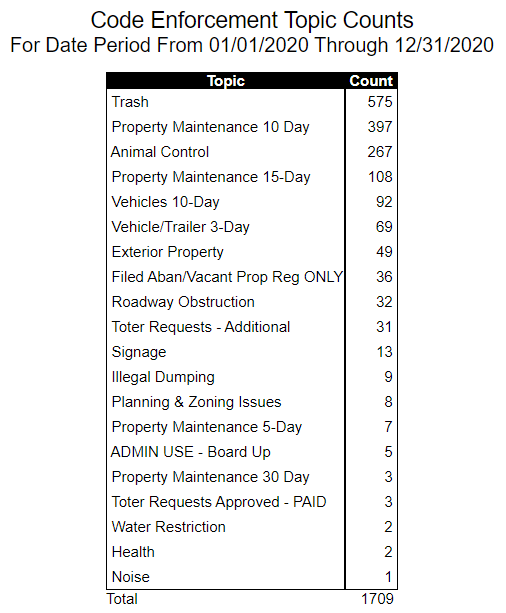 Code Enforcement Topic Counts
For Date Period From 01/01/2020 Through 12/31/2020
Topic Count
Trash 575
Property Maintenance 10 Day 397
Animal Control 267
Property Maintenance 15-Day 108
Vehicles 10-Day 92
Vehicle/Trailer 3-Day 69
Exterior Property 49
Filed Aban/Vacant Prop Reg ONLY 36
Roadway Obstruction 32
Toter Requests - Additional 31
Signage 13
Illegal Dumping 9
Planning & Zoning Issues 8
Property Maintenance 5-Day 7
ADMIN USE - Board Up 5
Property Maintenance 30 Day 3
Toter Requests Approved - PAID 3
Water Restriction 2
Health 2
Noise 1
Total 1709